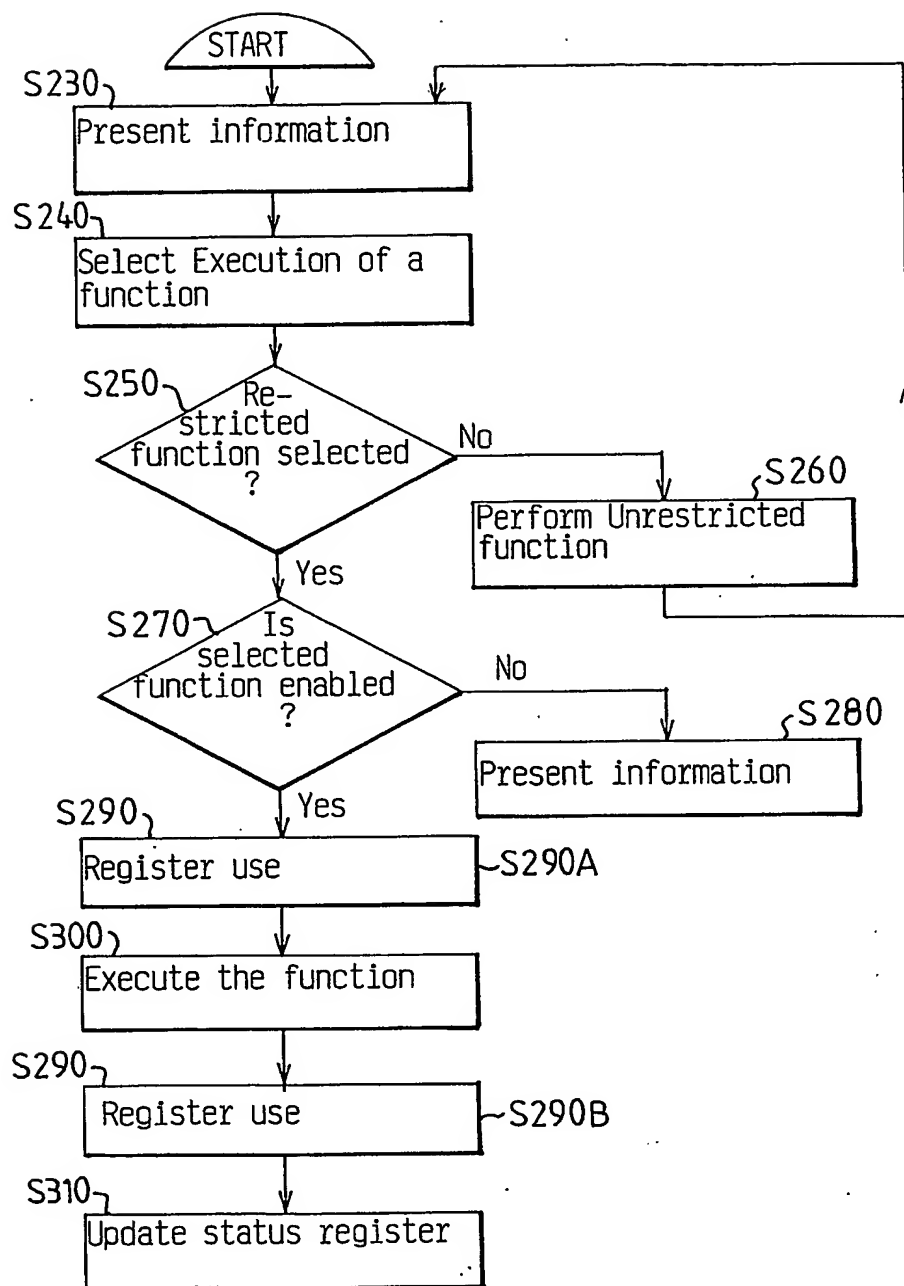 START
S230
Present information
S240
Select Execution of a
function
S250
Re-
stricted
function selected
?
No
S260
Perform Unrestricted
function
Yes
S270
Is
selected
function enabled
?
No
S280
Present information
Yes
S290
Register use
S290A
S300
Execute the function
S290
Register use
S290B
S310
Update status register